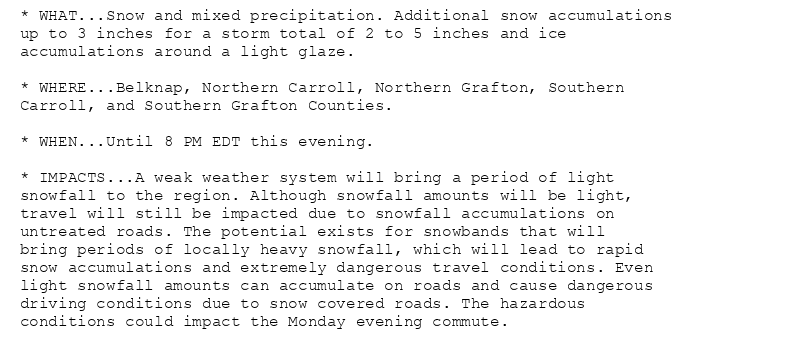 * WHAT...Snow and mixed precipitation. Additional snow accumulations
up to 3 inches for a storm total of 2 to 5 inches and ice
accumulations around a light glaze.
* WHERE...Belknap, Northern Carroll, Northern Grafton, Southern
Carroll, and Southern Grafton Counties.
* WHEN...Until 8 PM EDT this evening.
* IMPACTS...A weak weather system will bring a period of light
snowfall to the region. Although snowfall amounts will be light,
travel will still be impacted due to snowfall accumulations on
untreated roads. The potential exists for snowbands that will
bring periods of locally heavy snowfall, which will lead to rapid
snow accumulations and extremely dangerous travel conditions. Even
light snowfall amounts can accumulate on roads and cause dangerous
driving conditions due to snow covered roads. The hazardous
conditions could impact the Monday evening commute.